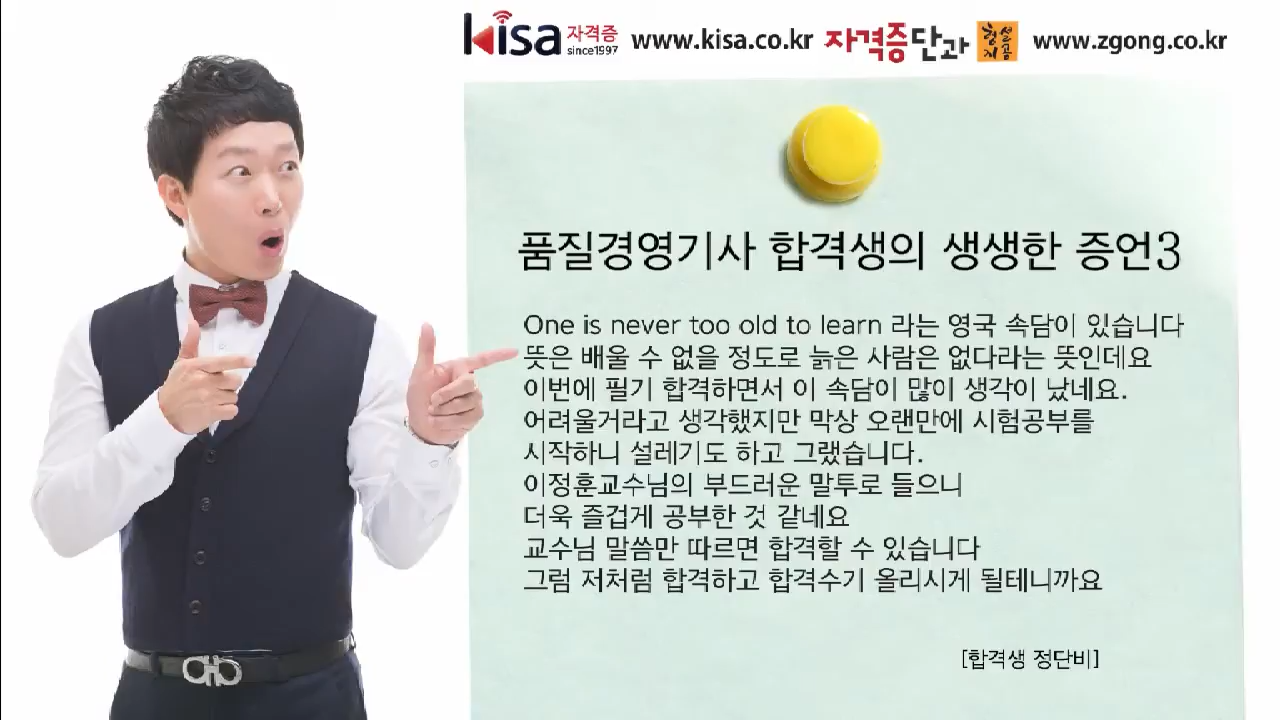 kisa 자격증 since1997 www.kisa.co.kr 자격증단과 형설지공 www.zgong.co.kr
품질경영기사 합격생의 생생한 증언3
One is never too old to learn 라는 영국 속담이 있습니다
뜻은 배울 수 없을 정도로 늙은 사람은 없다라는 뜻인데요
이번에 필기 합격하면서 이 속담이 많이 생각이 났네요.
어려울거라고 생각했지만 막상 오랜만에 시험공부를
시작하니 설레기도 하고 그랬습니다.
이정훈교수님의 부드러운 말투로 들으니
더욱 즐겁게 공부한 것 같네요
교수님 말씀만 따르면 합격할 수 있습니다
그럼 저처럼 합격하고 합격수기 올리시게 될테니까요
[합격생 정단비]